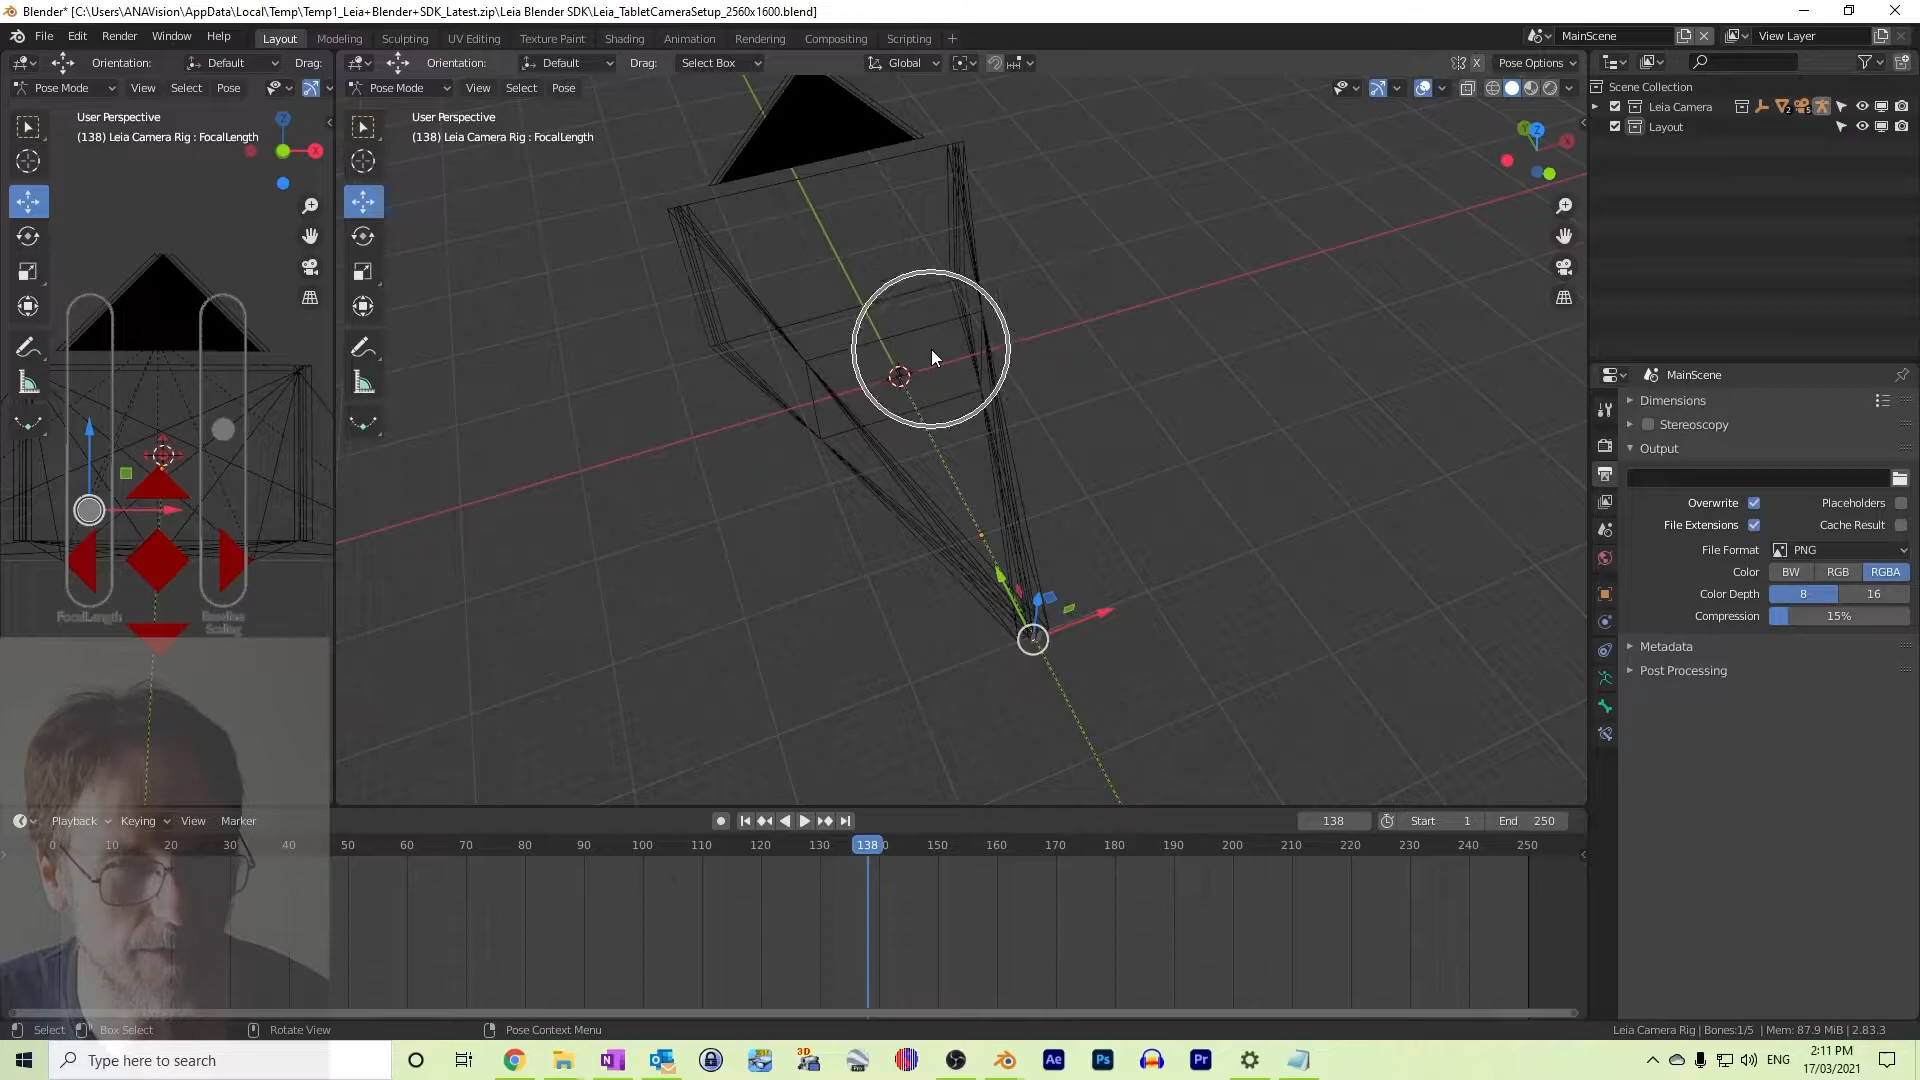 Blender* [C:\Users\ANAVision\AppData\Local\Temp\Temp1_Leia+Blender+SDK_Latest.zip\Leia Blender SDK\Leia_TabletCameraSetup_2560x1600.blend]
File Edit Render Window Help Layout Modeling Sculpting UV Editing Texture Paint Shading Animation Rendering Compositing Scripting MainScene View Layer
Orientation: Default Drag: Orientation: Default Drag: Select Box Global X Pose Options
Pose Mode View Select Pose Pose Mode View Select Pose
Scene Collection
Leia Camera
Layout
User Perspective
(138) Leia Camera Rig : FocalLength
User Perspective
(138) Leia Camera Rig : FocalLength
MainScene
Dimensions
Stereoscopy
Output
Overwrite Placeholders
File Extensions Cache Result
File Format PNG
Color BW RGB RGBA
Color Depth 8 16
Compression 15%
Metadata
Post Processing
FocalLength
Baseline
Scaling
Playback Keying View Marker 138 Start 1 End 250
0 10 20 30 40 50 60 70 80 90 100 110 120 130 138 150 160 170 180 190 200 210 220 230 240 250
Select Box Select Rotate View Pose Context Menu Leia Camera Rig | Bones:1/5 | Mem: 87.9 MiB | 2.83.3
Type here to search
ENG
2:11 PM
17/03/2021